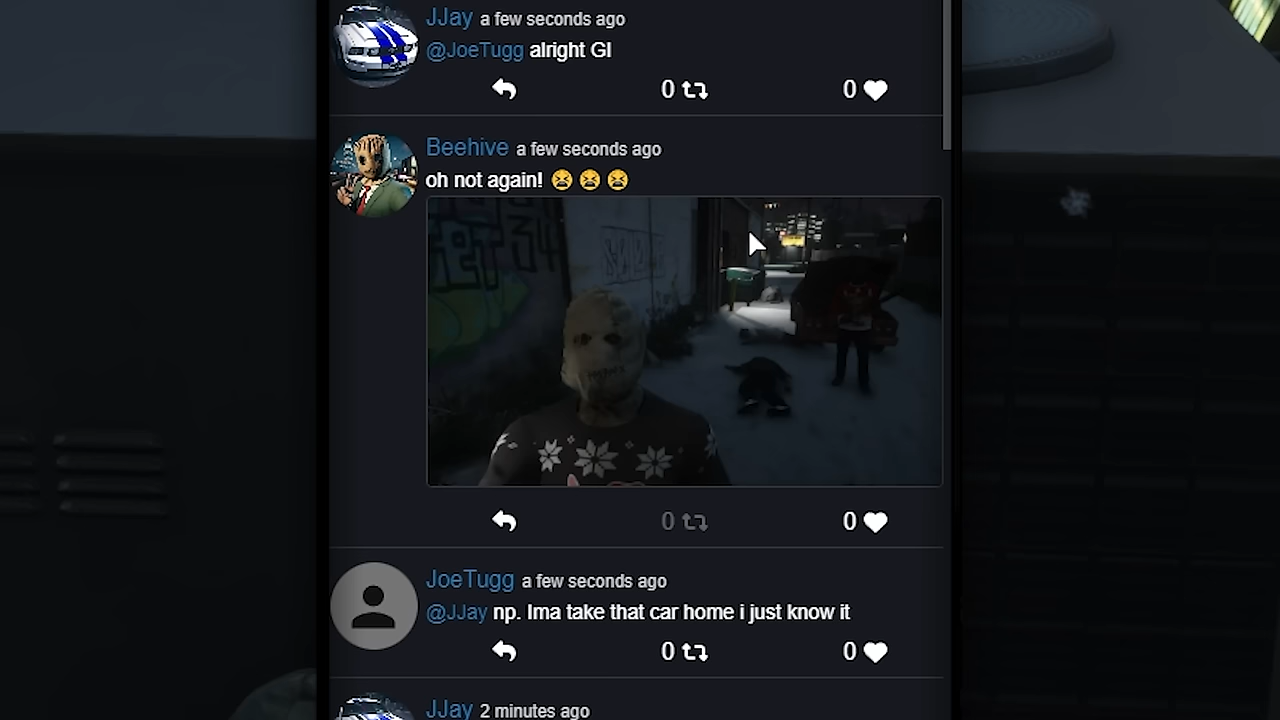 JJay a few seconds ago
@JoeTugg alright Gl
0 0
Beehive a few seconds ago
oh not again! 😫 😫 😫
0 0
JoeTugg a few seconds ago
@JJay np. Ima take that car home i just know it
0 0
JJay 2 minutes ago